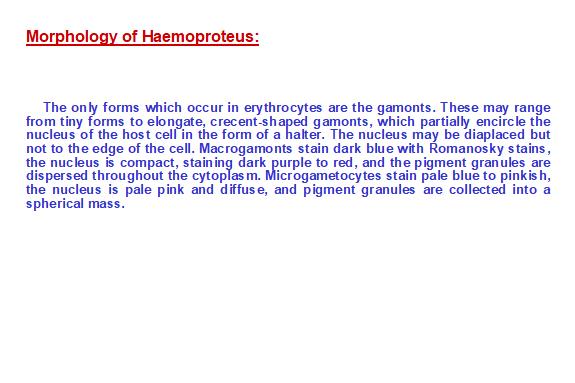 Morphology of Haemoproteus:
The only forms which occur in erythrocytes are the gamonts. These may range
from tiny forms to elongate, crecent-shaped gamonts, which partially encircle the
nucleus of the host cell in the form of a halter. The nucleus may be diaplaced but
not to the edge of the cell. Macrogamonts stain dark blue with Romanosky stains,
the nucleus is compact, staining dark purple to red, and the pigment granules are
dispersed throughout the cytoplasm. Microgametocytes stain pale blue to pinkish,
the nucleus is pale pink and diffuse, and pigment granules are collected into a
spherical mass.